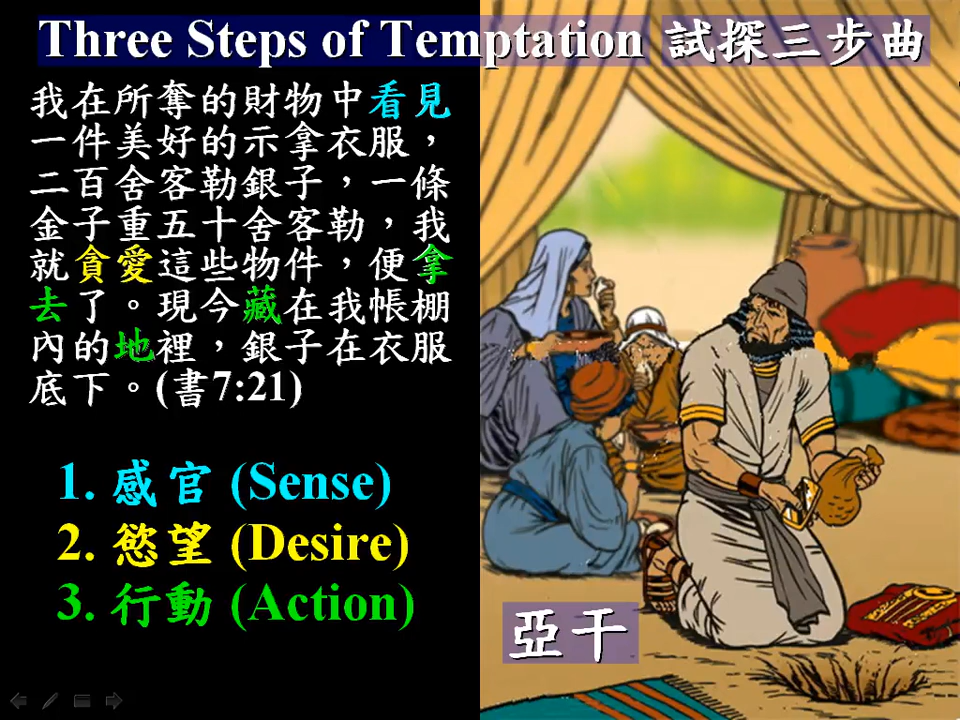 Three Steps of Temptation 試探三步曲
我在所奪的財物中看見
一件美好的示拿衣服，
二百舍客勒銀子，一條
金子重五十舍客勒，我
就貪愛這些物件，便拿
去了。現今藏在我帳棚
內的地裡，銀子在衣服
底下。(書7:21)
1. 感官 (Sense)
2. 慾望 (Desire)
3. 行動 (Action)
亞干